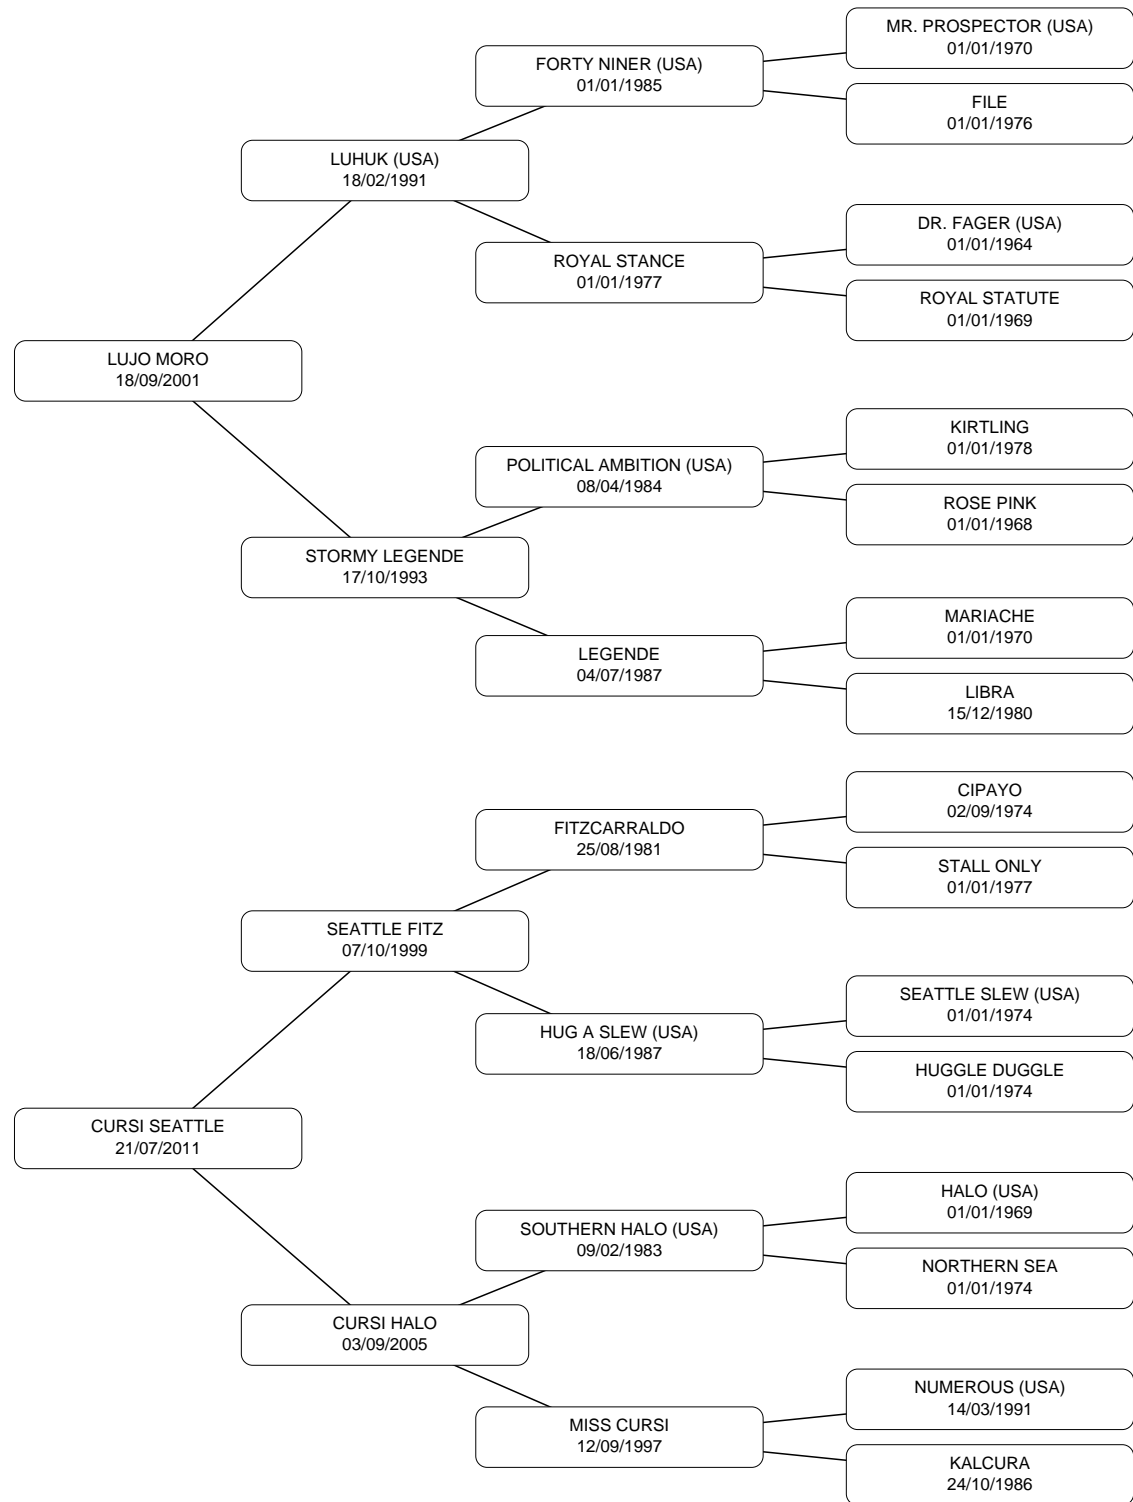 MR. PROSPECTOR (USA)
01/01/1970
FORTY NINER (USA)
01/01/1985
FILE
01/01/1976
LUHUK (USA)
18/02/1991
DR. FAGER (USA)
01/01/1964
ROYAL STANCE
01/01/1977
ROYAL STATUTE
01/01/1969
LUJO MORO
18/09/2001
KIRTLING
01/01/1978
POLITICAL AMBITION (USA)
08/04/1984
ROSE PINK
01/01/1968
STORMY LEGENDE
17/10/1993
MARIACHE
01/01/1970
LEGENDE
04/07/1987
LIBRA
15/12/1980
CIPAYO
02/09/1974
FITZCARRALDO
25/08/1981
STALL ONLY
01/01/1977
SEATTLE FITZ
07/10/1999
SEATTLE SLEW (USA)
01/01/1974
HUG A SLEW (USA)
18/06/1987
HUGGLE DUGGLE
01/01/1974
CURSI SEATTLE
21/07/2011
HALO (USA)
01/01/1969
SOUTHERN HALO (USA)
09/02/1983
NORTHERN SEA
01/01/1974
CURSI HALO
03/09/2005
NUMEROUS (USA)
14/03/1991
MISS CURSI
12/09/1997
KALCURA
24/10/1986